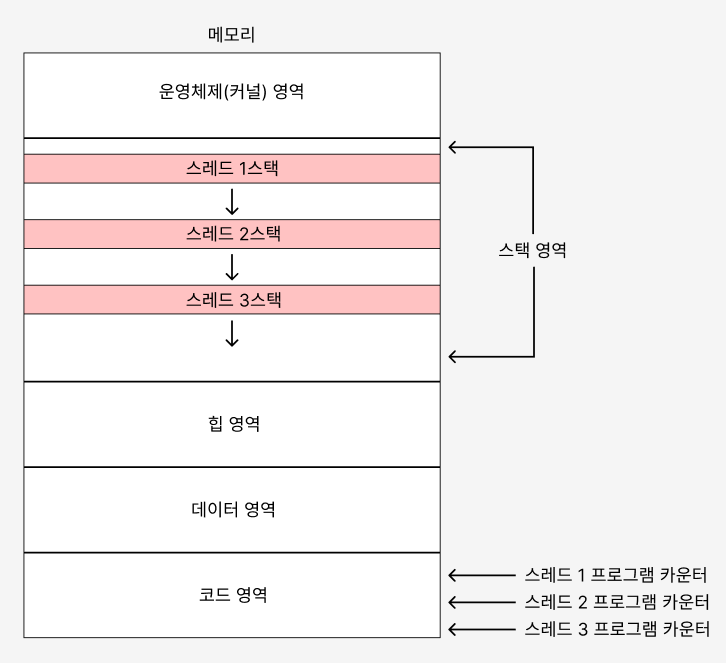 메모리
운영체제(커널) 영역
스레드 1스택
스레드 2스택
스택 영역
스레드 3스택
힙 영역
데이터 영역
코드 영역
스레드 1 프로그램 카운터
스레드 2 프로그램 카운터
스레드 3 프로그램 카운터